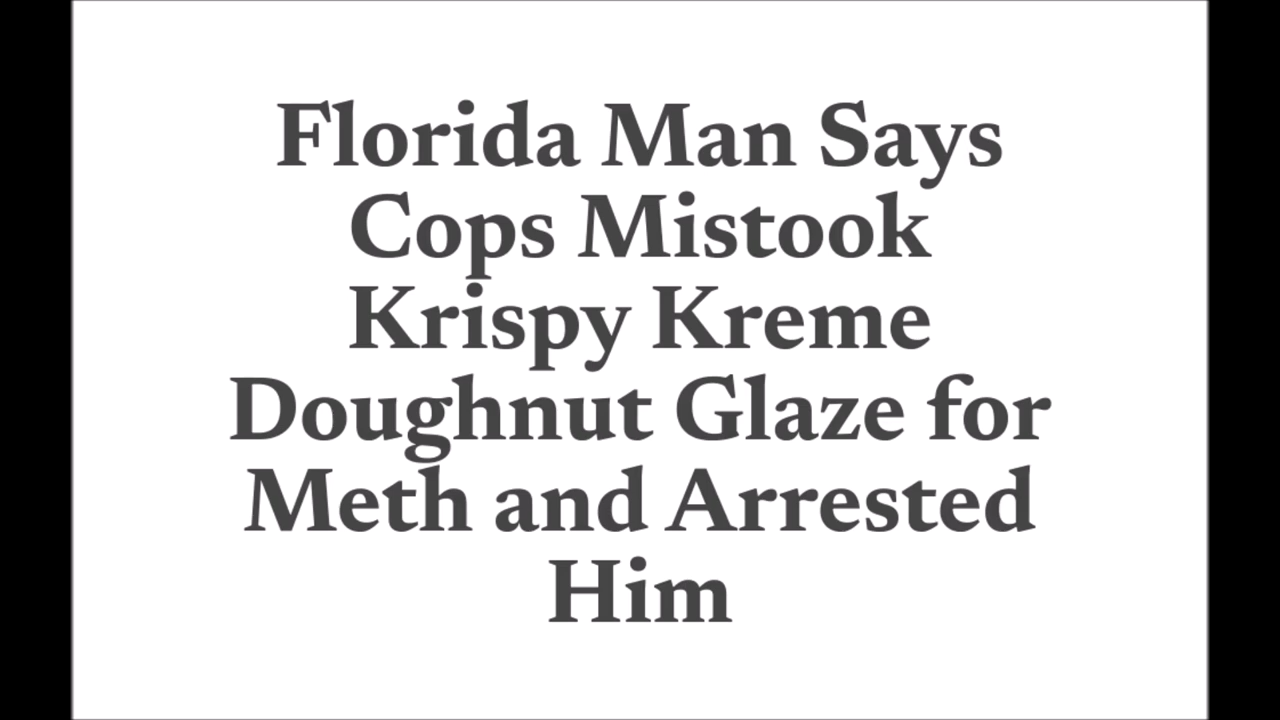 Florida Man Says
Cops Mistook
Krispy Kreme
Doughnut Glaze for
Meth and Arrested
Him